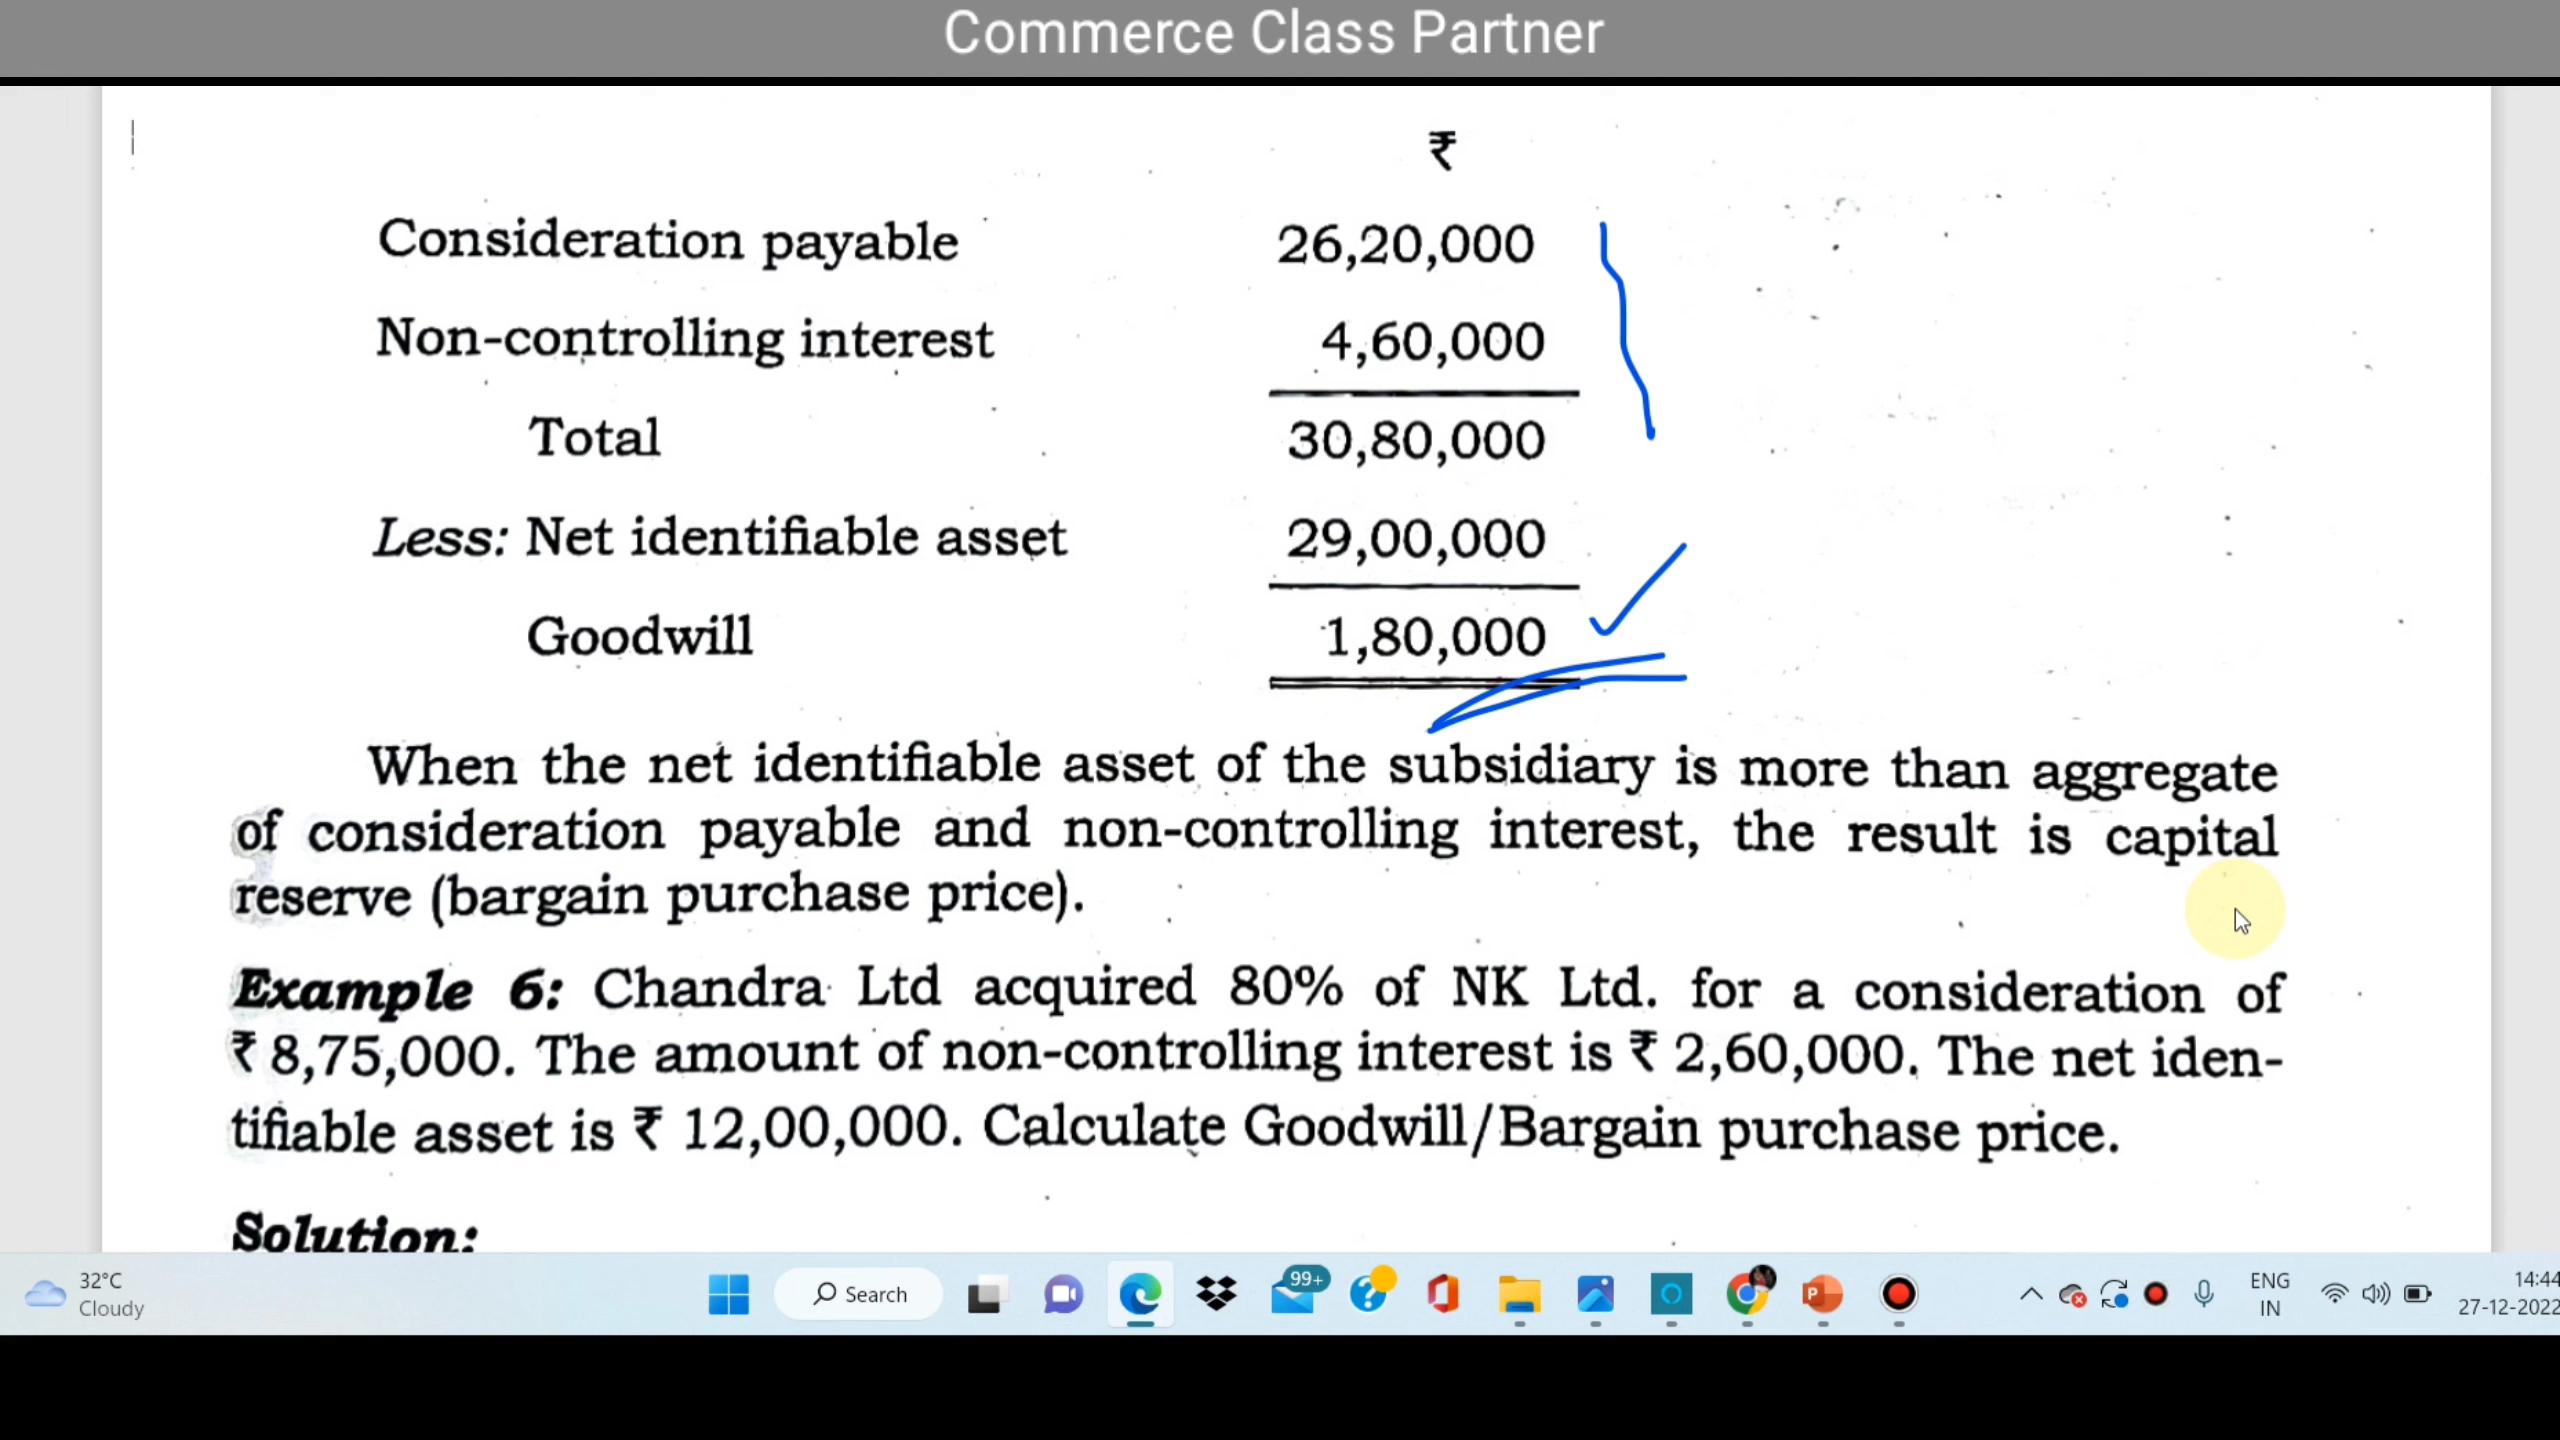 Commerce Class Partner
₹
Consideration payable 26,20,000
Non-controlling interest 4,60,000
Total 30,80,000
Less: Net identifiable asset 29,00,000
Goodwill 1,80,000
When the net identifiable asset of the subsidiary is more than aggregate
of consideration payable and non-controlling interest, the result is capital
reserve (bargain purchase price).
Example 6: Chandra Ltd acquired 80% of NK Ltd. for a consideration of
₹ 8,75,000. The amount of non-controlling interest is ₹ 2,60,000. The net iden-
tifiable asset is ₹ 12,00,000. Calculate Goodwill/Bargain purchase price.
Solution:
32°C
Cloudy
Search
99+
ENG
IN
14:44
27-12-2022